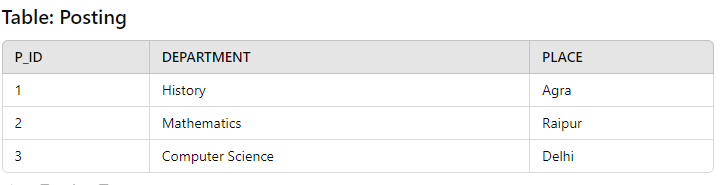 Table: Posting
P_ID DEPARTMENT PLACE
1 History Agra
2 Mathematics Raipur
3 Computer Science Delhi